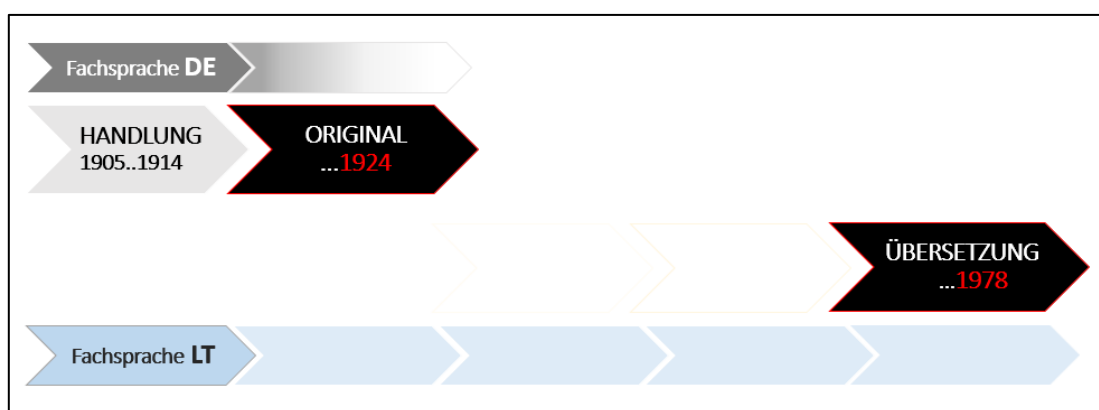 Fachsprache DE
HANDLUNG
1905..1914
ORIGINAL
...1924
ÜBERSETZUNG
...1978
Fachsprache LT